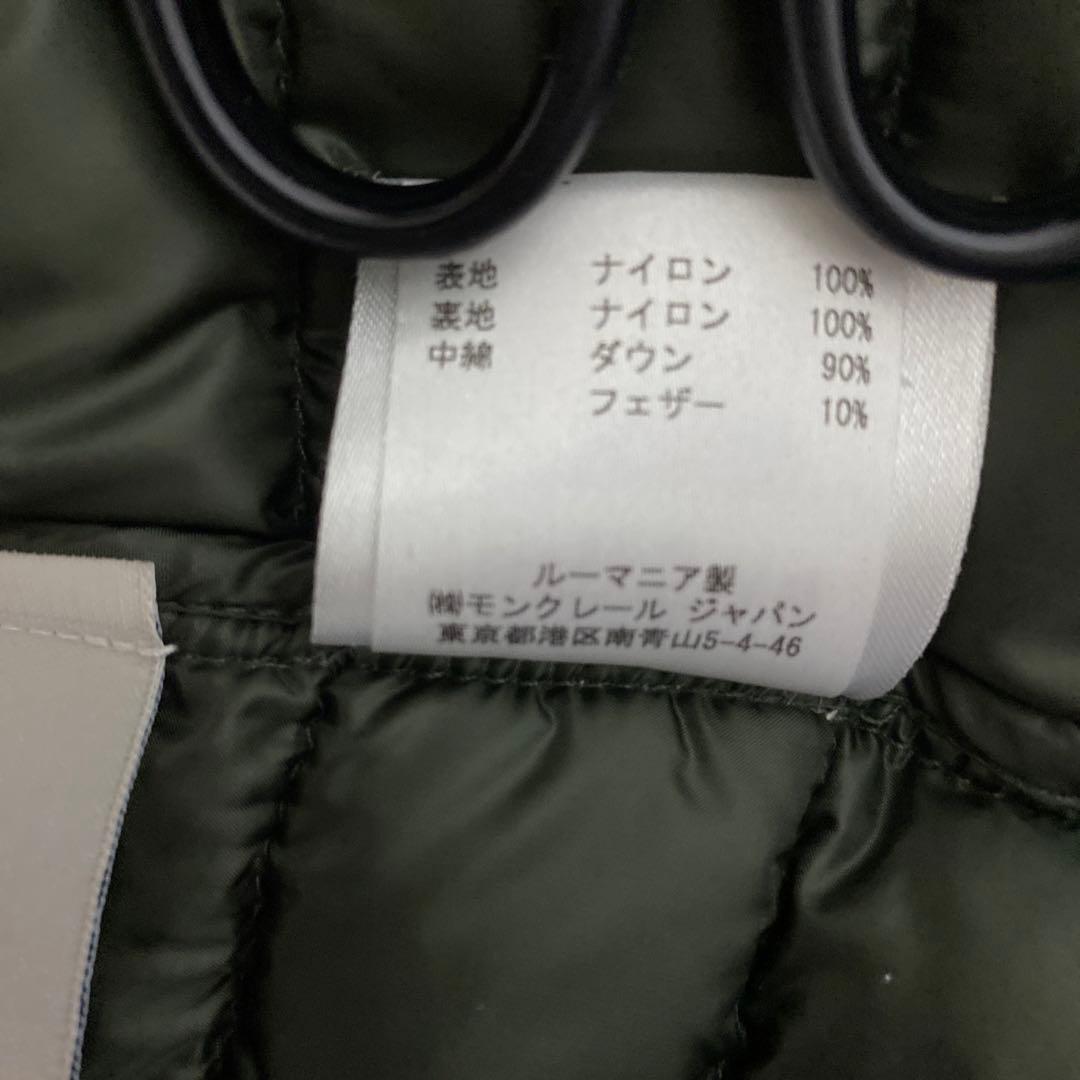 表地 ナイロン 100%
裏地 ナイロン 100%
中綿 ダウン 90%
フェザー 10%
ルーマニア製
㈱モンクレール ジャパン
東京都港区南青山5-4-46